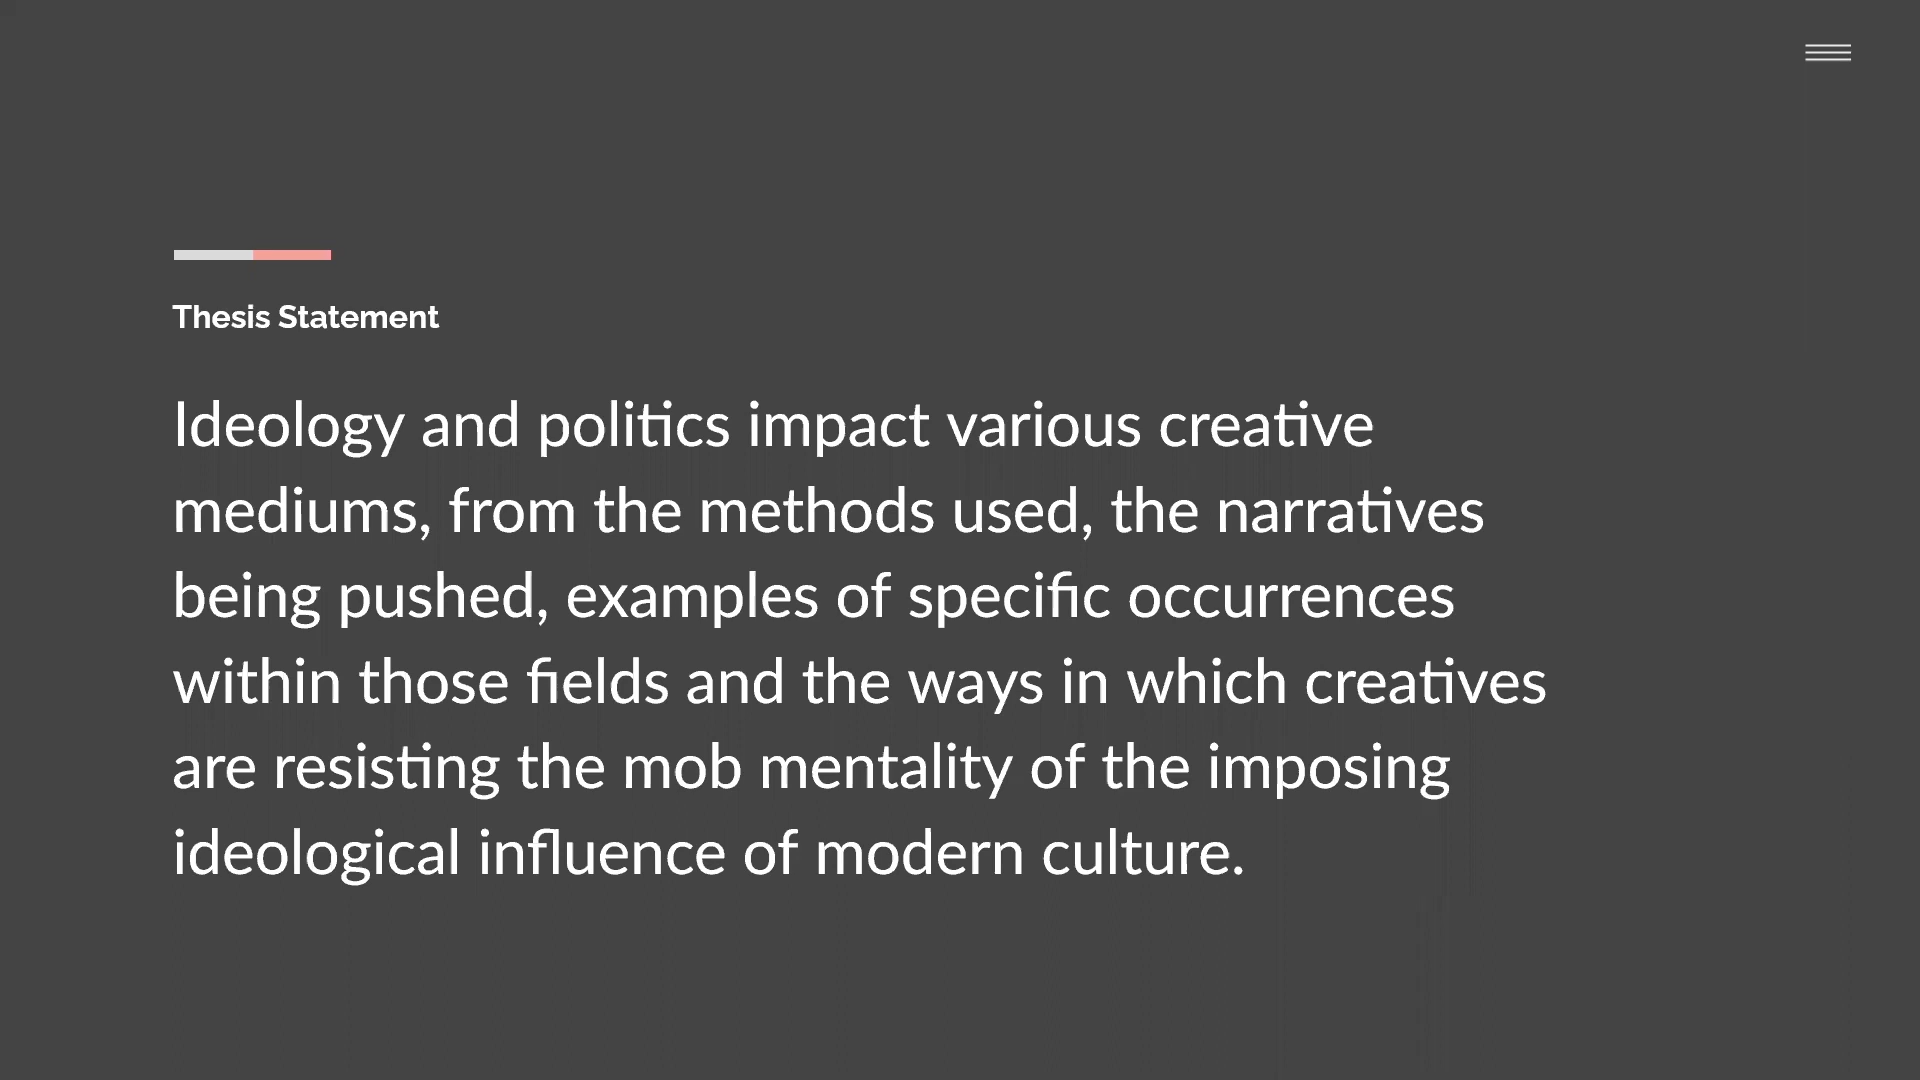 Thesis Statement
Ideology and politics impact various creative
mediums, from the methods used, the narratives
being pushed, examples of specific occurrences
within those fields and the ways in which creatives
are resisting the mob mentality of the imposing
ideological influence of modern culture.